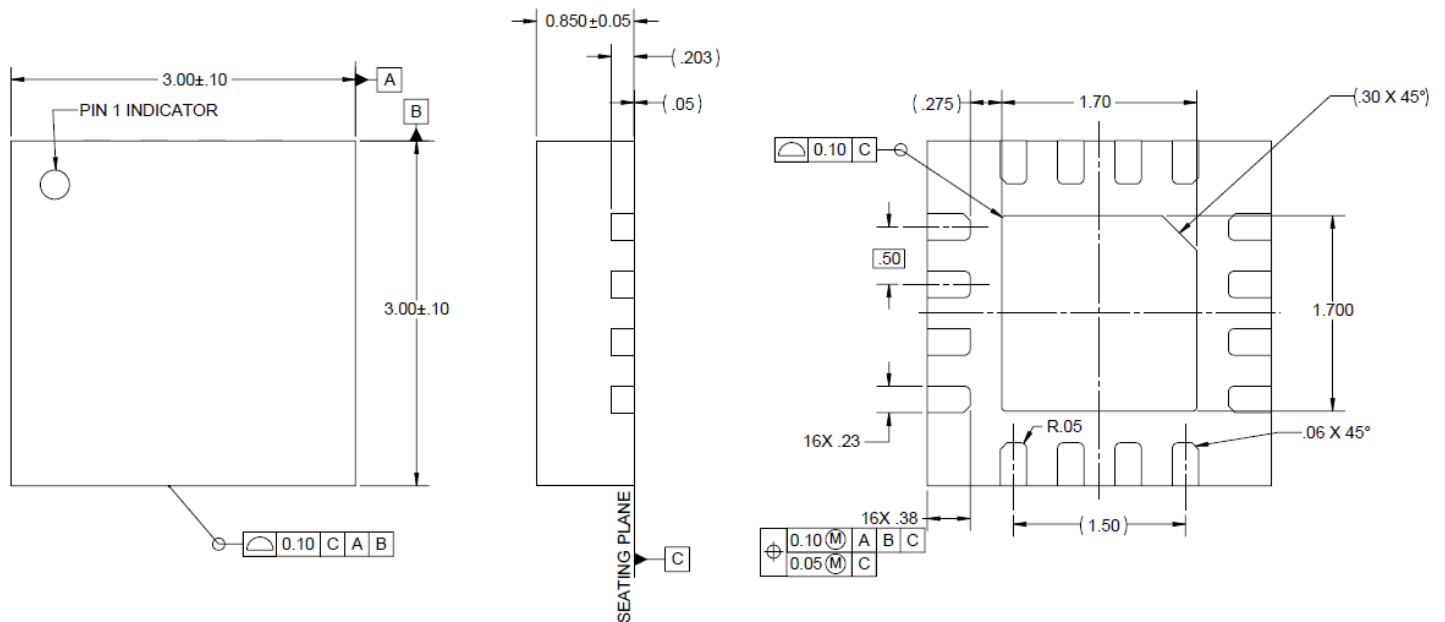 3.00±.10
A
PIN 1 INDICATOR
B
3.00±.10
⌓ 0.10 C A B
0.850±0.05
(.203)
(.05)
SEATING PLANE
C
(.275)
1.70
(.30 X 45°)
⌓ 0.10 C
.50
1.700
16X .23
R.05
.06 X 45°
16X .38
(1.50)
⌖ 0.10 Ⓜ A B C
0.05 Ⓜ C